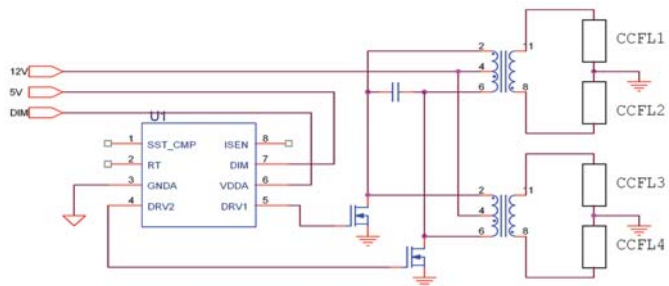 12V
5V
DIM
U1
1 SST_CMP ISEN 8
2 RT DIM 7
3 GNDA VDDA 6
4 DRV2 DRV1 5
2 1
4
6 8
CCFL1
CCFL2
2 1
4
6 8
CCFL3
CCFL4